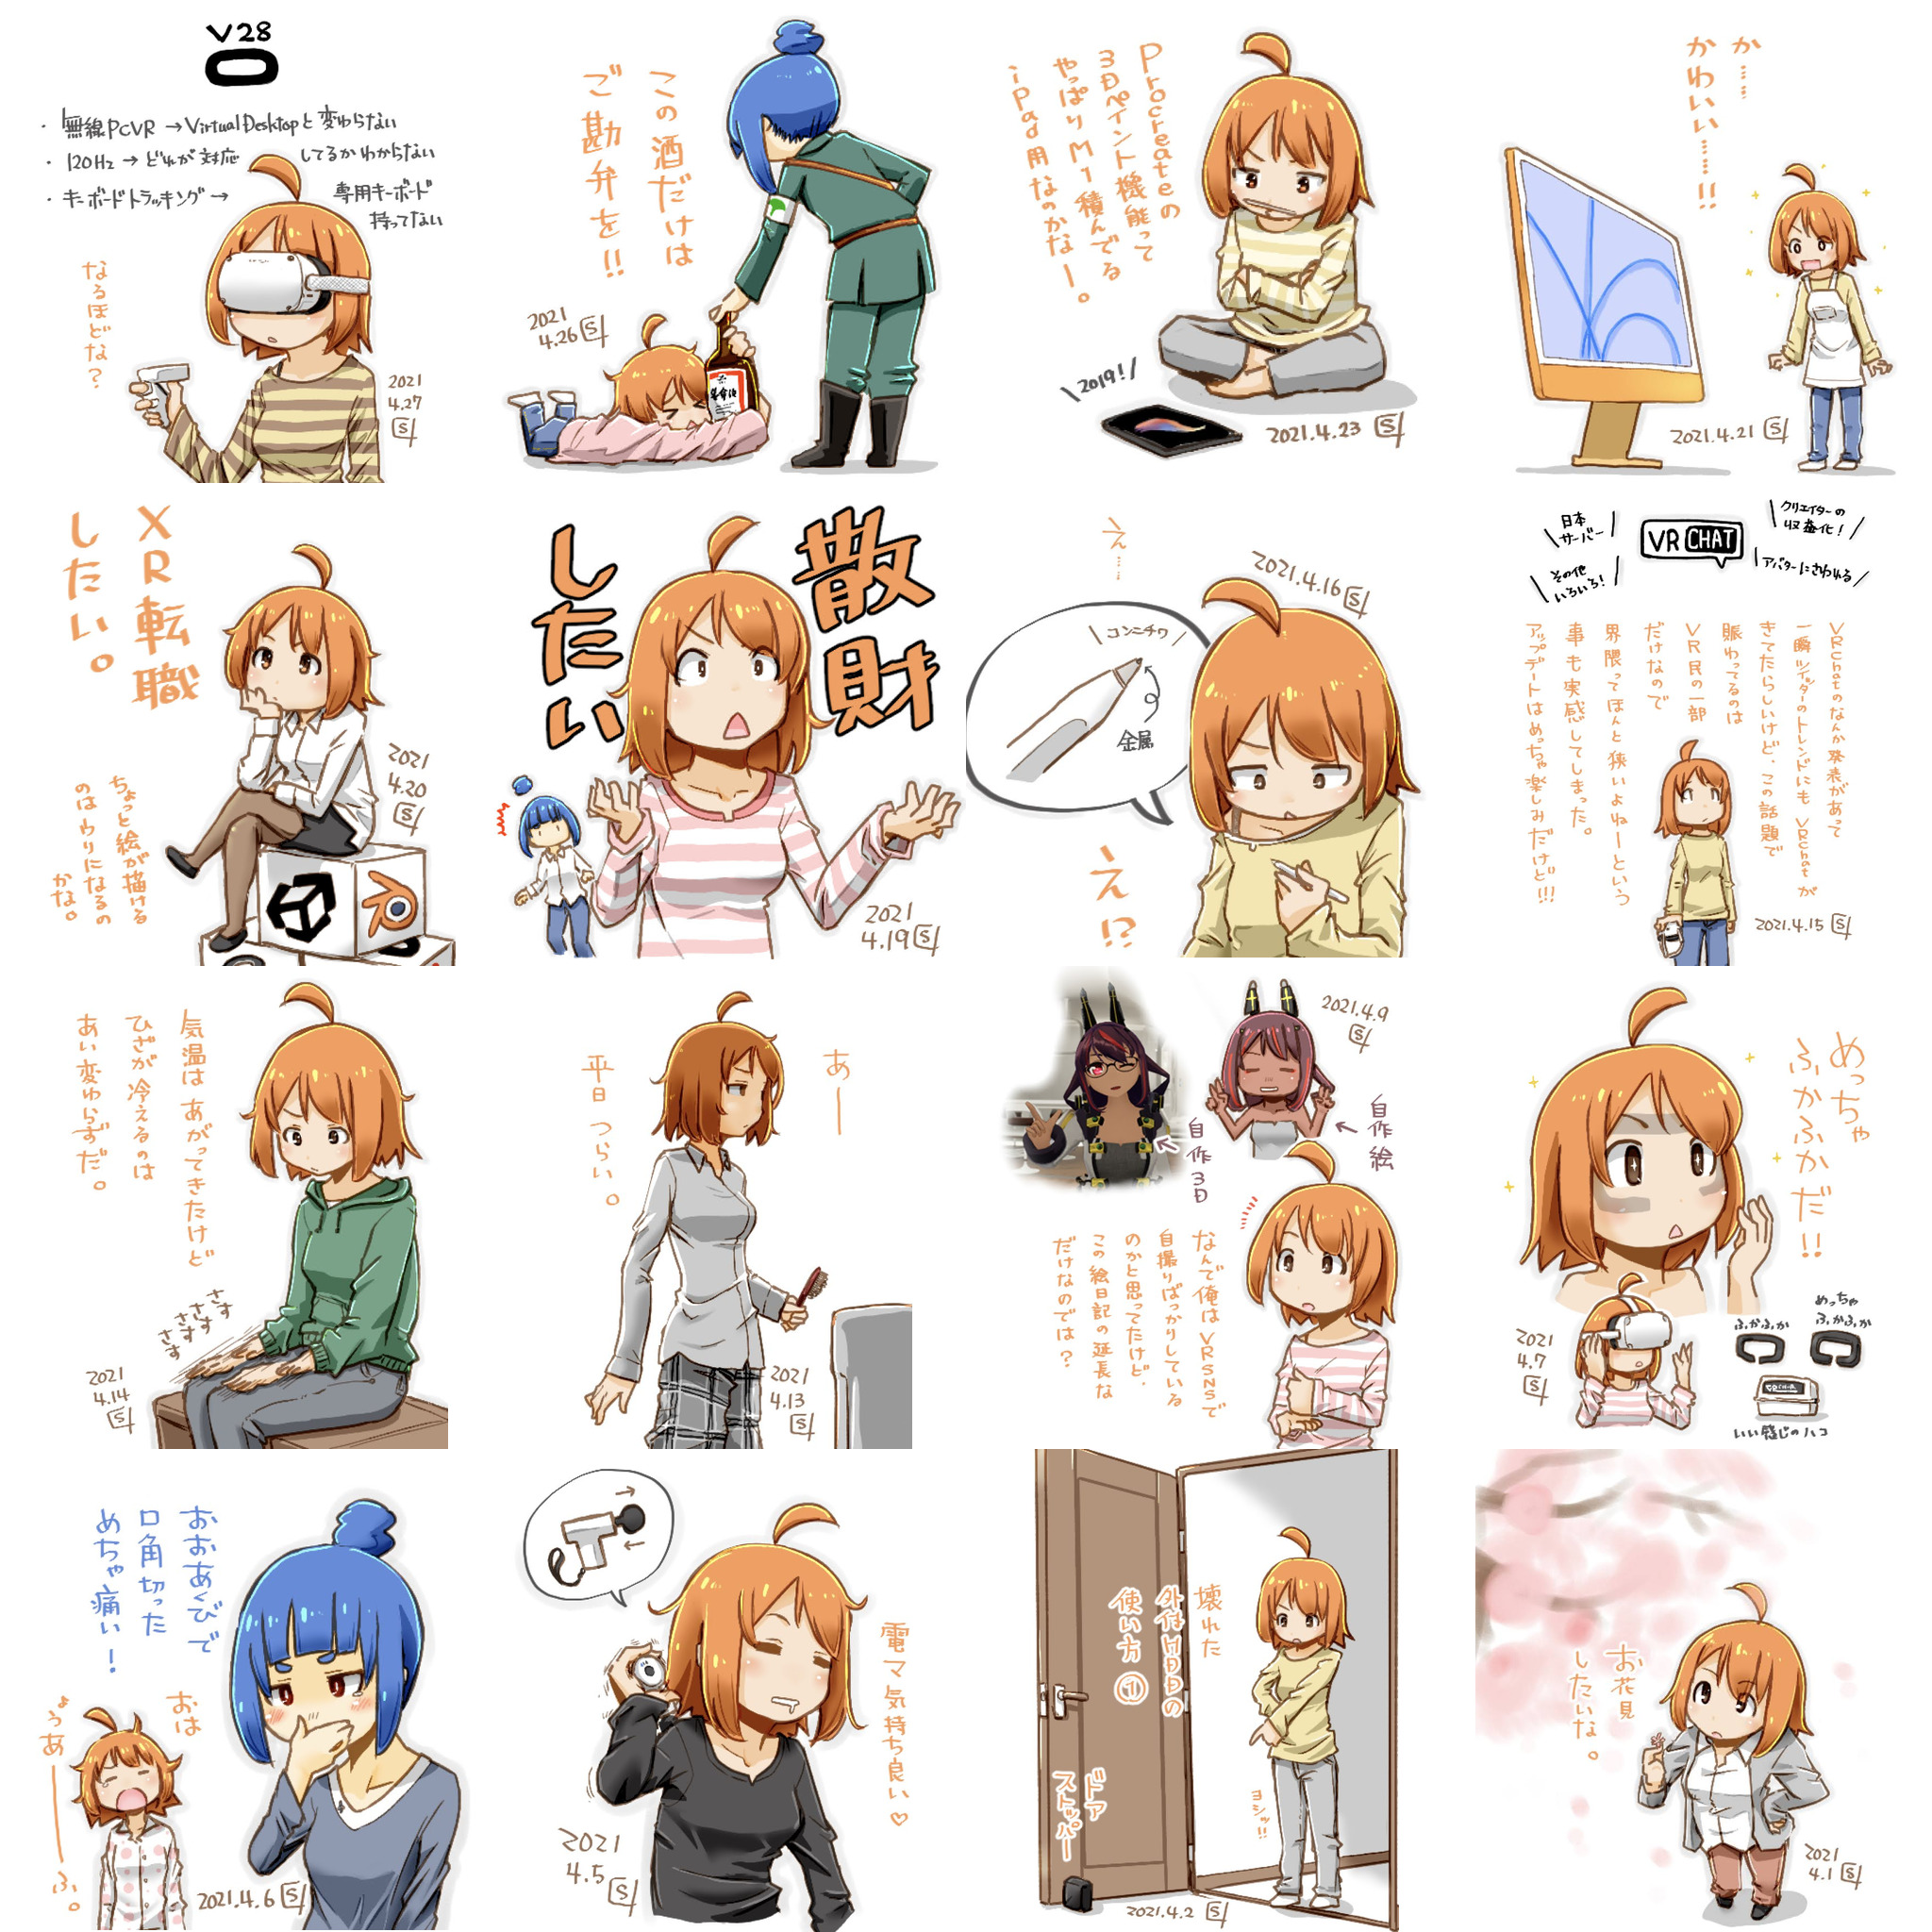 V28
・無線PCVR→VirtualDesktopと変わらない
・120Hz→どれが対応してるかわからない
・キーボードトラッキング→専用キーボード
持ってない
なるほどな?
2021
4.27
S
この酒だけは
ご勘弁を!!
2021
4.26
S
Procreateの
3Dペイント機能って
やっぱりM1積んでる
iPad用なのかなー。
\2019!/
2021.4.23
S
か……
かわいい……!!
2021.4.21
S
XR転職
したい。
ちょっと絵が描ける
のはウリになるの
かな。
2021
4.20
S
散財
したい
2021
4.19
S
え……
\コンニチワ/
金属
え!?
2021.4.16
S
\日本
サーバー/
VRCHAT
\クリエイターの
収益化!/
\その他
いろいろ!/
\アバターにさわれる/
VRChatのなんか発表があって
一瞬ツイッターのトレンドにもVRChatが
きてたらしいけど、この話題で
賑わってるのは
VR民の一部
だけなので
界隈ってほんと狭いよねーという
事も実感してしまった。
アップデートはめっちゃ楽しみだけど!!!
2021.4.15
S
気温はあがってきたけど
ひざが冷えるのは
あい変わらずだ。
さす
さす
さす
さす
2021
4.14
S
あー
平日つらい。
2021
4.13
S
2021.4.9
S
自作3D
自作絵
なんで俺はVRSNSで
自撮りばっかりしている
のかと思ってたけど、
この絵日記の延長な
だけなのでは?
めっちゃ
ふかふかだ!!
ふかふか
めっちゃ
ふかふか
いい感じのハコ
2021
4.7
S
おおあくびで
口角切った
めちゃ痛い!
おは
ふ。
2021.4.6
S
電マ気持ち良い♡
2021
4.5
S
壊れた
外付HDDの
使い方①
ドア
ストッパー
ヨシッ!!
2021.4.2
S
お花見
したいな。
2021
4.1
S